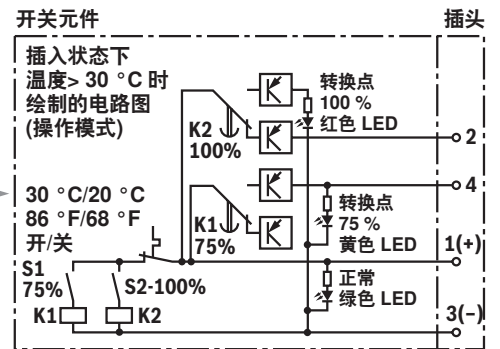 开关元件
插头
插入状态下
温度> 30 °C 时
绘制的电路图
(操作模式)
转换点
100 %
红色 LED
K2
100%
2
4
30 °C/20 °C
86 °F/68 °F
开/关
K1
75%
转换点
75 %
黄色 LED
1(+)
S1
75%
S2-100%
正常
绿色 LED
K1
K2
3(−)